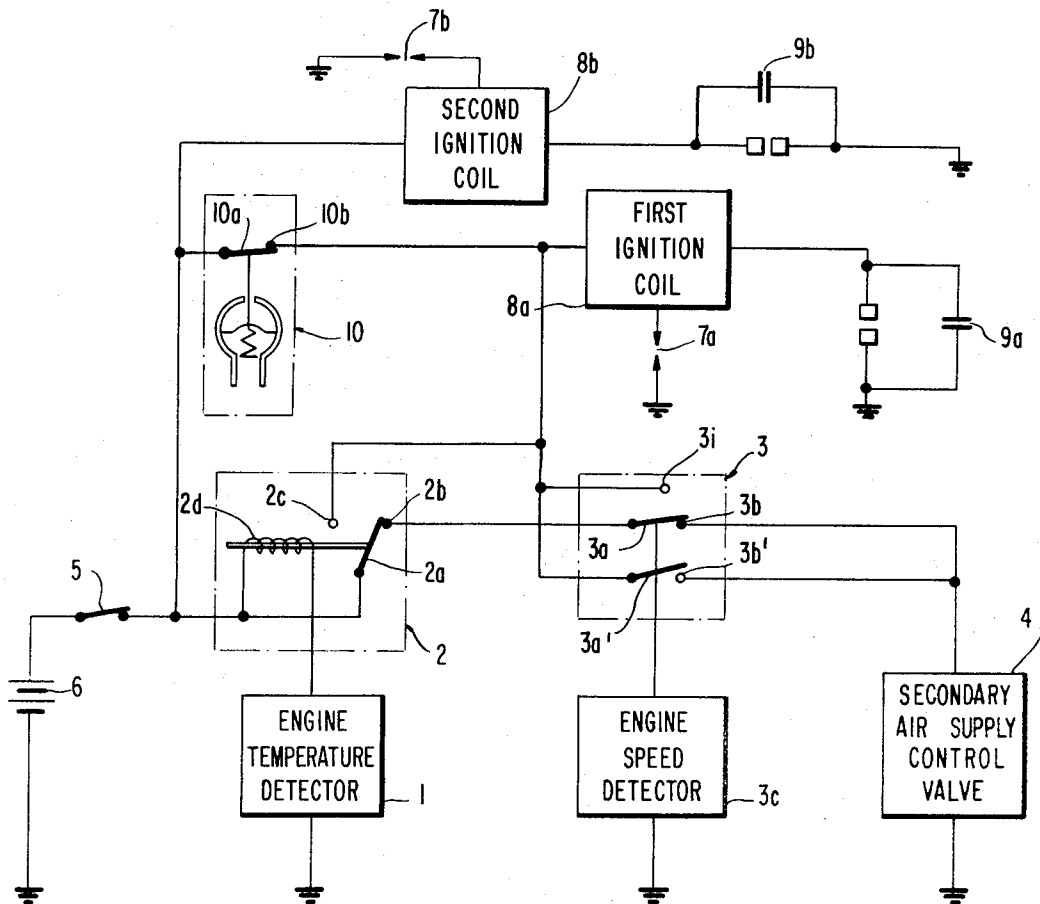 7b
8b
9b
SECOND
IGNITION
COIL
10a
10b
FIRST
IGNITION
COIL
8a
10
7a
9a
2d
2c
2b
3i
3
3b
3a
3b'
2a
5
3a'
2
4
6
ENGINE
TEMPERATURE
DETECTOR
1
ENGINE
SPEED
DETECTOR
3c
SECONDARY
AIR SUPPLY
CONTROL
VALVE